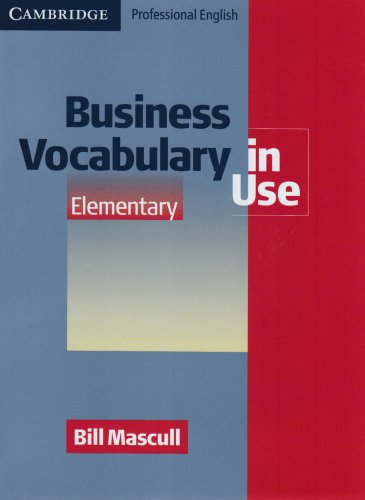 CAMBRIDGE Professional English
Business
Vocabulary in
Elementary Use
Bill Mascull